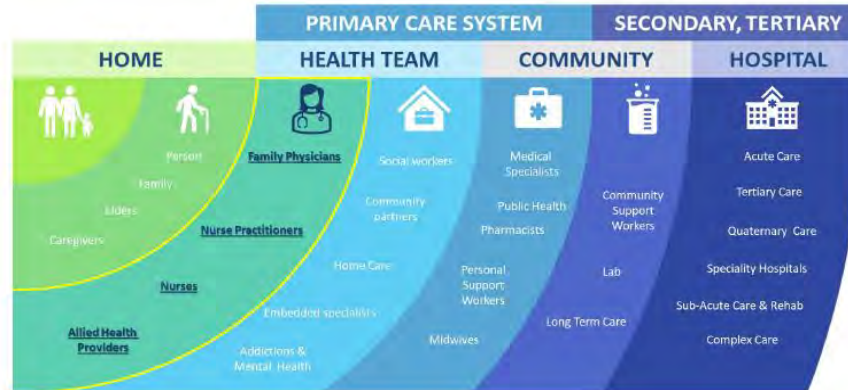 PRIMARY CARE SYSTEM
SECONDARY, TERTIARY
HOME
HEALTH TEAM
COMMUNITY
HOSPITAL
Person
Family
Elders
Caregivers
Family Physicians
Nurse Practitioners
Nurses
Allied Health
Providers
Social workers
Community
partners
Home Care
Embedded specialists
Addictions &
Mental Health
Medical
Specialists
Public Health
Pharmacists
Personal
Support
Workers
Midwives
Community
Support
Workers
Lab
Long Term Care
Acute Care
Tertiary Care
Quaternary Care
Speciality Hospitals
Sub-Acute Care & Rehab
Complex Care